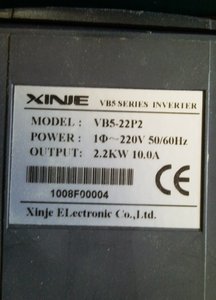 XINJE VB5 SERIES INVERTER
MODEL : VB5-22P2
POWER : 1Φ～220V 50/60Hz
OUTPUT: 2.2KW 10.0A
1008F00004
CE
Xinje ELectronic Co.,Ltd.